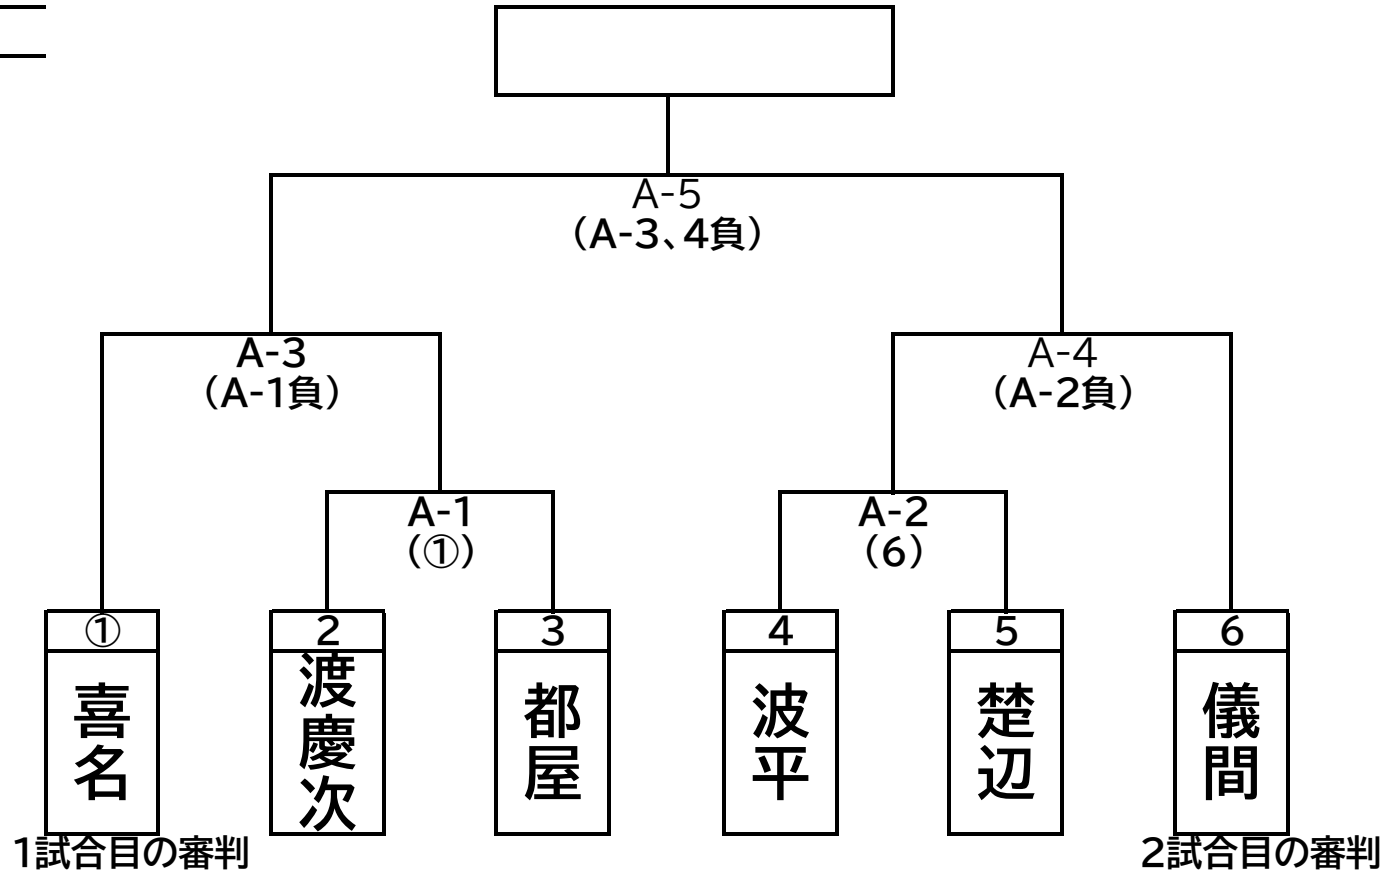 A-5
（A-3、4負）
A-3
（A-1負）
A-4
（A-2負）
A-1
（①）
A-2
（6）
① 2 3 4 5 6
喜名 渡慶次 都屋 波平 楚辺 儀間
1試合目の審判 2試合目の審判